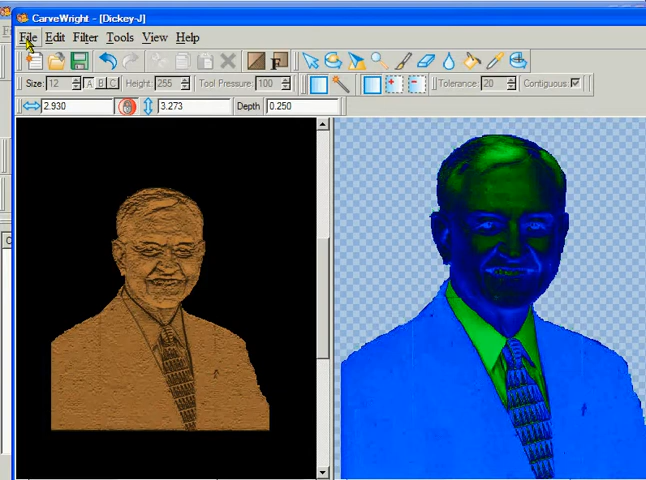 CarveWright - [Dickey-J]
File Edit Filter Tools View Help
F
Size: 12 A B C Height: 255 Tool Pressure: 100 Tolerance: 20 Contiguous:
2.930 3.273 Depth 0.250